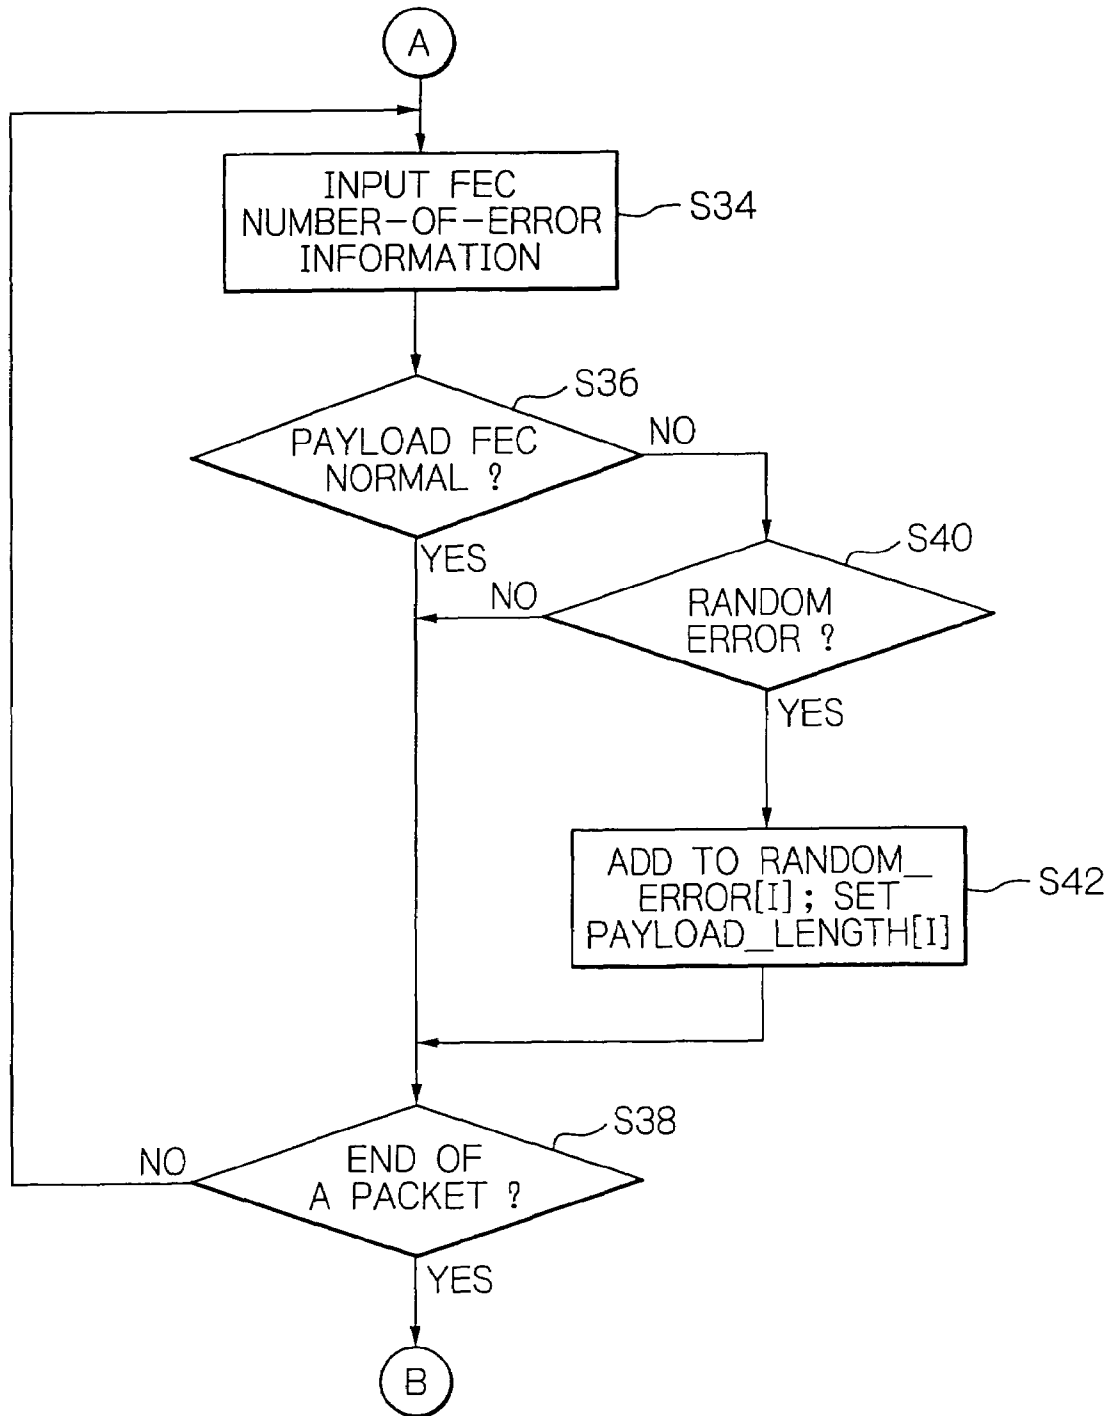 A
INPUT FEC
NUMBER-OF-ERROR
INFORMATION
S34
S36
PAYLOAD FEC
NORMAL ?
NO
YES
S40
NO
RANDOM
ERROR ?
YES
ADD TO RANDOM_
ERROR[I]; SET
PAYLOAD_LENGTH[I]
S42
S38
NO
END OF
A PACKET ?
YES
B